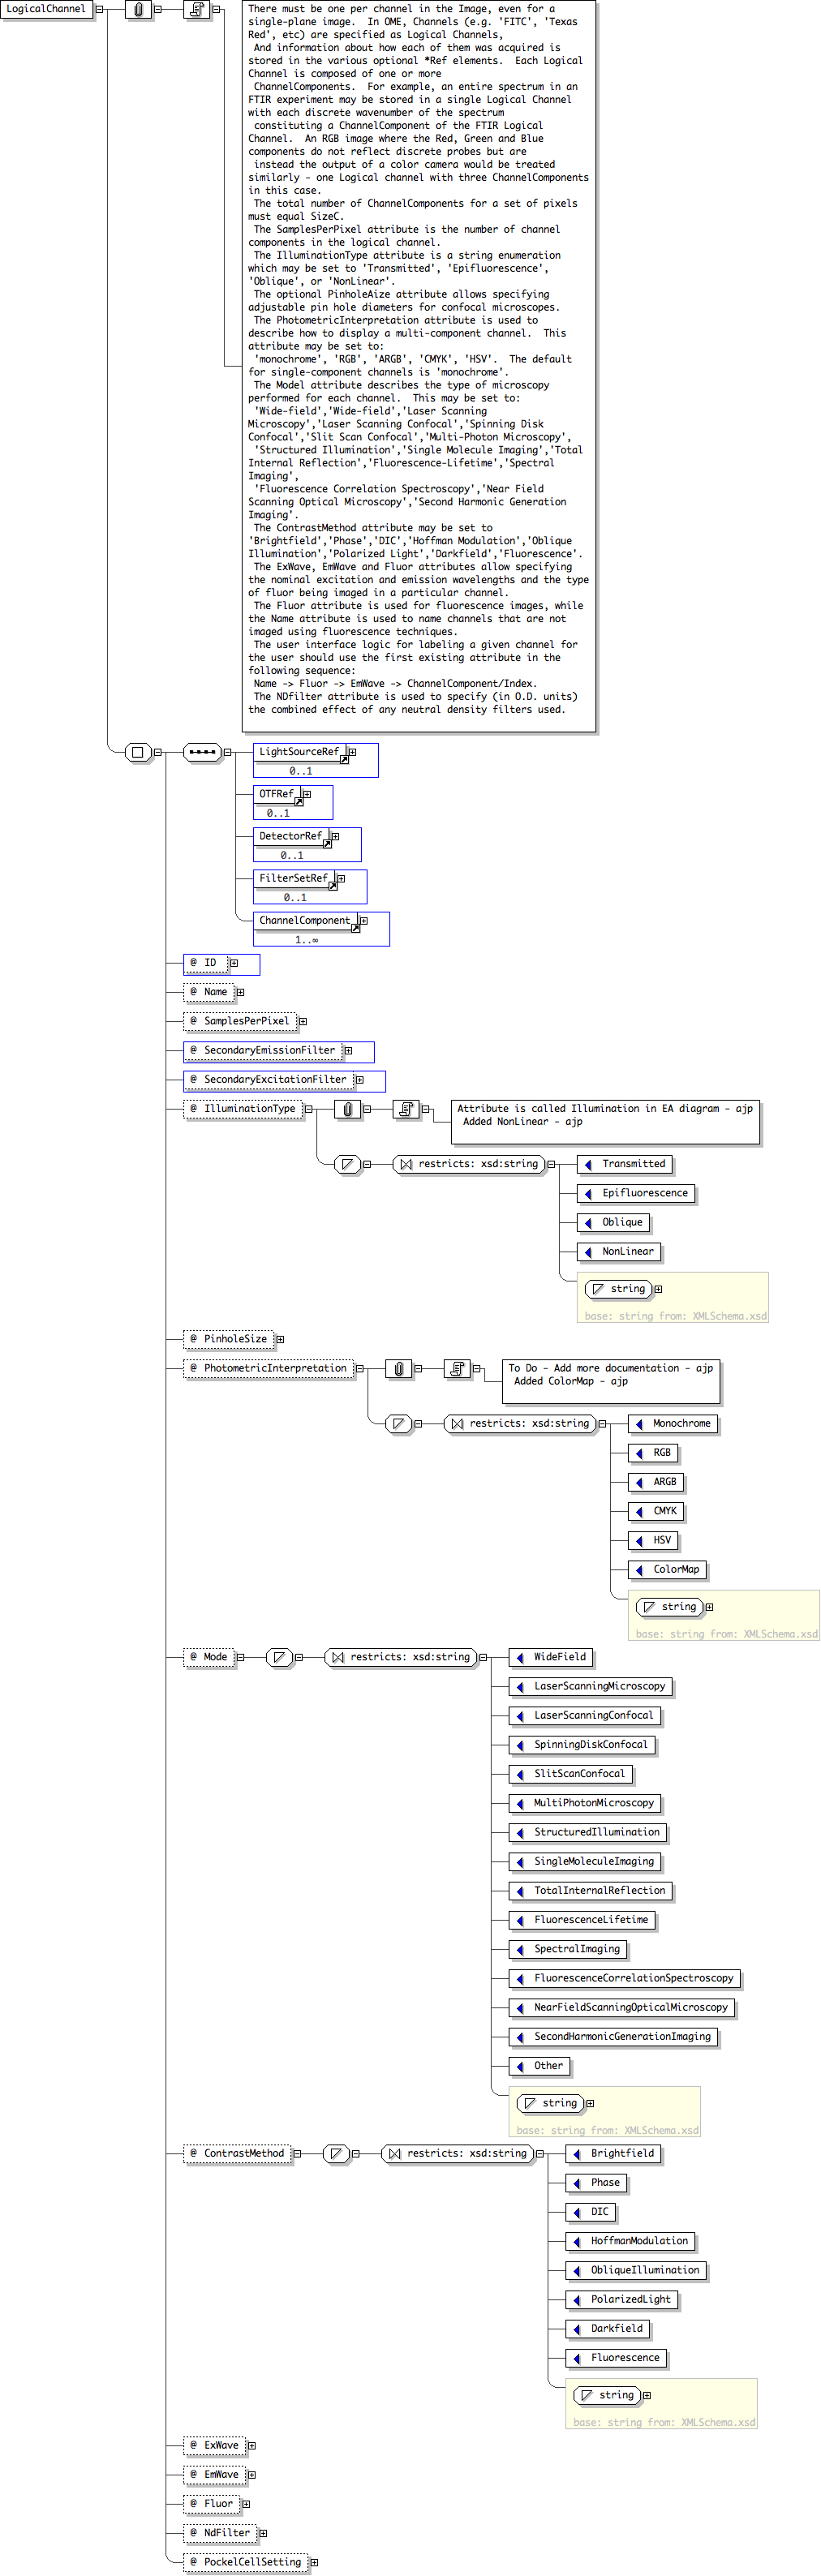 LogicalChannel
There must be one per channel in the Image, even for a
single-plane image.  In OME, Channels (e.g. 'FITC', 'Texas
Red', etc) are specified as Logical Channels,
And information about how each of them was acquired is
stored in the various optional *Ref elements.  Each Logical
Channel is composed of one or more
ChannelComponents.  For example, an entire spectrum in an
FTIR experiment may be stored in a single Logical Channel
with each discrete wavenumber of the spectrum
constituting a ChannelComponent of the FTIR Logical
Channel.  An RGB image where the Red, Green and Blue
components do not reflect discrete probes but are
instead the output of a color camera would be treated
similarly - one Logical channel with three ChannelComponents
in this case.
The total number of ChannelComponents for a set of pixels
must equal SizeC.
The SamplesPerPixel attribute is the number of channel
components in the logical channel.
The IlluminationType attribute is a string enumeration
which may be set to 'Transmitted', 'Epifluorescence',
'Oblique', or 'NonLinear'.
The optional PinholeAize attribute allows specifying
adjustable pin hole diameters for confocal microscopes.
The PhotometricInterpretation attribute is used to
describe how to display a multi-component channel.  This
attribute may be set to:
'monochrome', 'RGB', 'ARGB', 'CMYK', 'HSV'.  The default
for single-component channels is 'monochrome'.
The Model attribute describes the type of microscopy
performed for each channel.  This may be set to:
'Wide-field','Wide-field','Laser Scanning
Microscopy','Laser Scanning Confocal','Spinning Disk
Confocal','Slit Scan Confocal','Multi-Photon Microscopy',
'Structured Illumination','Single Molecule Imaging','Total
Internal Reflection','Fluorescence-Lifetime','Spectral
Imaging',
'Fluorescence Correlation Spectroscopy','Near Field
Scanning Optical Microscopy','Second Harmonic Generation
Imaging'.
The ContrastMethod attribute may be set to
'Brightfield','Phase','DIC','Hoffman Modulation','Oblique
Illumination','Polarized Light','Darkfield','Fluorescence'.
The ExWave, EmWave and Fluor attributes allow specifying
the nominal excitation and emission wavelengths and the type
of fluor being imaged in a particular channel.
The Fluor attribute is used for fluorescence images, while
the Name attribute is used to name channels that are not
imaged using fluorescence techniques.
The user interface logic for labeling a given channel for
the user should use the first existing attribute in the
following sequence:
Name -> Fluor -> EmWave -> ChannelComponent/Index.
The NDfilter attribute is used to specify (in O.D. units)
the combined effect of any neutral density filters used.
LightSourceRef
0..1
OTFRef
0..1
DetectorRef
0..1
FilterSetRef
0..1
ChannelComponent
1..∞
@ ID
@ Name
@ SamplesPerPixel
@ SecondaryEmissionFilter
@ SecondaryExcitationFilter
@ IlluminationType
Attribute is called Illumination in EA diagram - ajp
Added NonLinear - ajp
restricts: xsd:string
Transmitted
Epifluorescence
Oblique
NonLinear
string
base: string from: XMLSchema.xsd
@ PinholeSize
@ PhotometricInterpretation
To Do - Add more documentation - ajp
Added ColorMap - ajp
restricts: xsd:string
Monochrome
RGB
ARGB
CMYK
HSV
ColorMap
string
base: string from: XMLSchema.xsd
@ Mode
restricts: xsd:string
WideField
LaserScanningMicroscopy
LaserScanningConfocal
SpinningDiskConfocal
SlitScanConfocal
MultiPhotonMicroscopy
StructuredIllumination
SingleMoleculeImaging
TotalInternalReflection
FluorescenceLifetime
SpectralImaging
FluorescenceCorrelationSpectroscopy
NearFieldScanningOpticalMicroscopy
SecondHarmonicGenerationImaging
Other
string
base: string from: XMLSchema.xsd
@ ContrastMethod
restricts: xsd:string
Brightfield
Phase
DIC
HoffmanModulation
ObliqueIllumination
PolarizedLight
Darkfield
Fluorescence
string
base: string from: XMLSchema.xsd
@ ExWave
@ EmWave
@ Fluor
@ NdFilter
@ PockelCellSetting